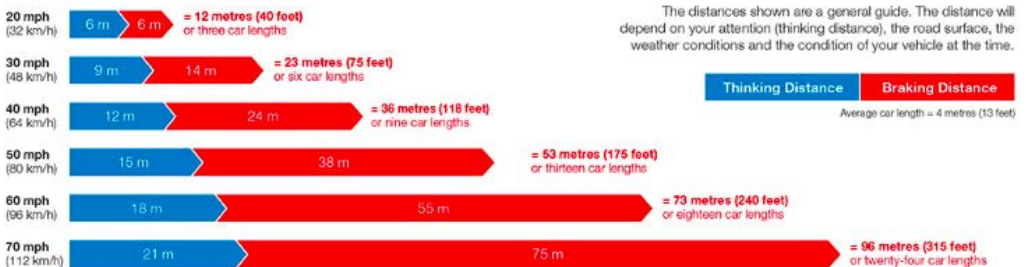 20 mph
(32 km/h)
6 m
6 m
= 12 metres (40 feet)
or three car lengths
The distances shown are a general guide. The distance will
depend on your attention (thinking distance), the road surface, the
weather conditions and the condition of your vehicle at the time.
30 mph
(48 km/h)
9 m
14 m
= 23 metres (75 feet)
or six car lengths
Thinking Distance
Braking Distance
Average car length = 4 metres (13 feet)
40 mph
(64 km/h)
12 m
24 m
= 36 metres (118 feet)
or nine car lengths
50 mph
(80 km/h)
15 m
38 m
= 53 metres (175 feet)
or thirteen car lengths
60 mph
(96 km/h)
18 m
55 m
= 73 metres (240 feet)
or eighteen car lengths
70 mph
(112 km/h)
21 m
75 m
= 96 metres (315 feet)
or twenty-four car lengths